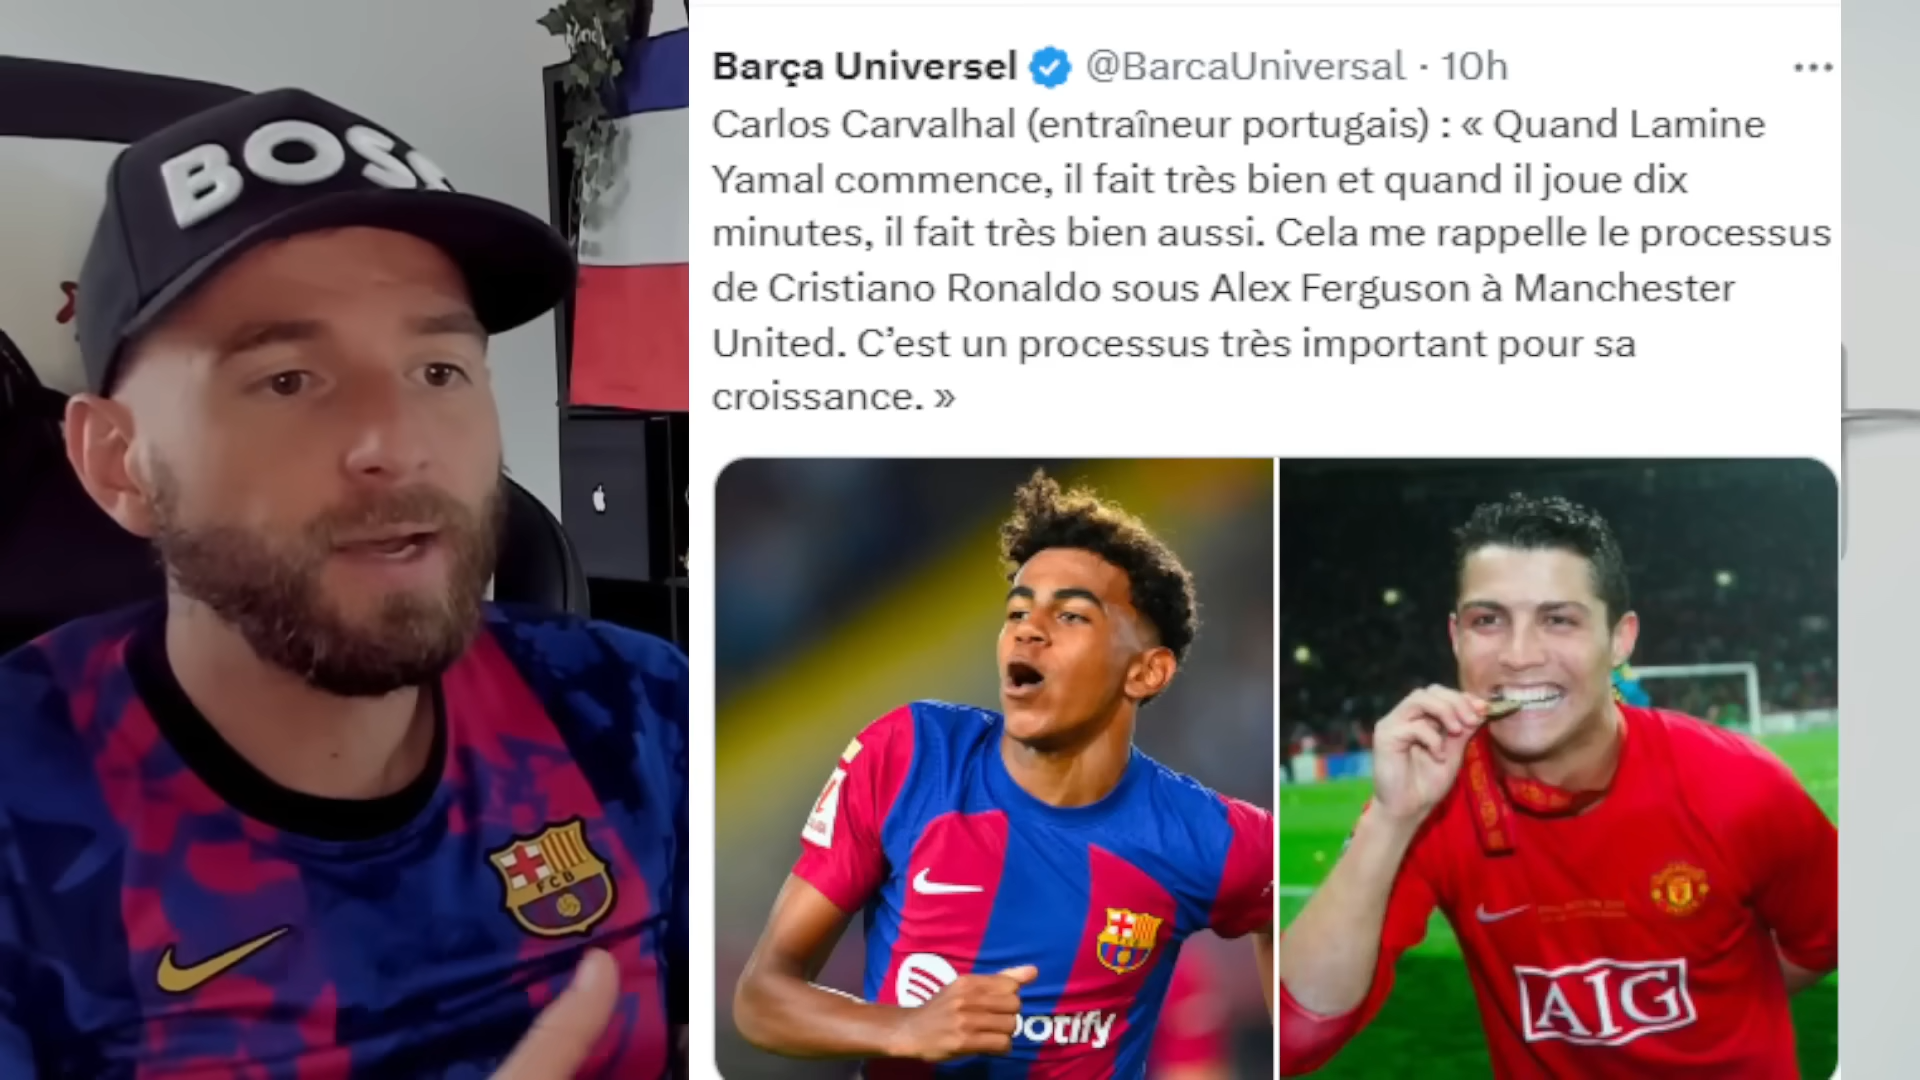 BOSS
Barça Universel @BarcaUniversal · 10h
Carlos Carvalhal (entraîneur portugais) : « Quand Lamine
Yamal commence, il fait très bien et quand il joue dix
minutes, il fait très bien aussi. Cela me rappelle le processus
de Cristiano Ronaldo sous Alex Ferguson à Manchester
United. C’est un processus très important pour sa
croissance. »
FCB
potify
AIG